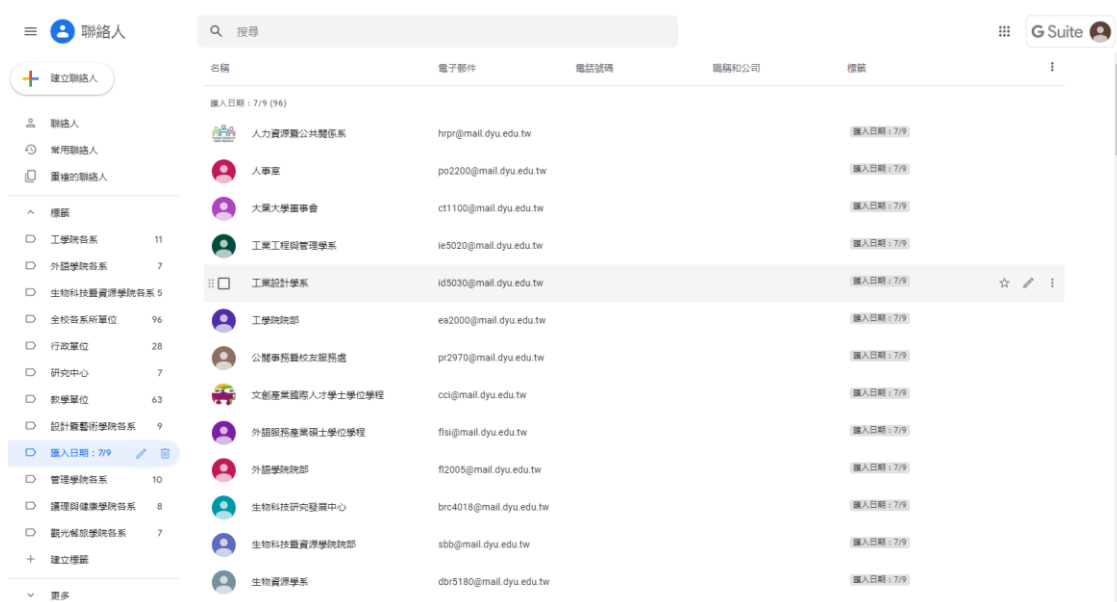 聯絡人
搜尋
G Suite
建立聯絡人
聯絡人
常用聯絡人
重複的聯絡人
標籤
工學院各系 11
外語學院各系 7
生物科技暨資源學院各系 5
全校各系所單位 96
行政單位 28
研究中心 7
教學單位 63
設計暨藝術學院各系 9
匯入日期：7/9
管理學院各系 10
護理與健康學院各系 8
觀光餐旅學院各系 7
建立標籤
更多
名稱 電子郵件 電話號碼 職稱和公司 標籤
匯入日期：7/9 (96)
人力資源暨公共關係系 hrpr@mail.dyu.edu.tw 匯入日期：7/9
人事室 po2200@mail.dyu.edu.tw 匯入日期：7/9
大葉大學董事會 ct1100@mail.dyu.edu.tw 匯入日期：7/9
工業工程與管理學系 ie5020@mail.dyu.edu.tw 匯入日期：7/9
工業設計學系 id5030@mail.dyu.edu.tw 匯入日期：7/9
工學院院部 ea2000@mail.dyu.edu.tw 匯入日期：7/9
公關事務暨校友服務處 pr2970@mail.dyu.edu.tw 匯入日期：7/9
文創產業國際人才學士學位學程 cci@mail.dyu.edu.tw 匯入日期：7/9
外語服務產業碩士學位學程 flsi@mail.dyu.edu.tw 匯入日期：7/9
外語學院院部 fl2005@mail.dyu.edu.tw 匯入日期：7/9
生物科技研究發展中心 brc4018@mail.dyu.edu.tw 匯入日期：7/9
生物科技暨資源學院院部 sbb@mail.dyu.edu.tw 匯入日期：7/9
生物資源學系 dbr5180@mail.dyu.edu.tw 匯入日期：7/9